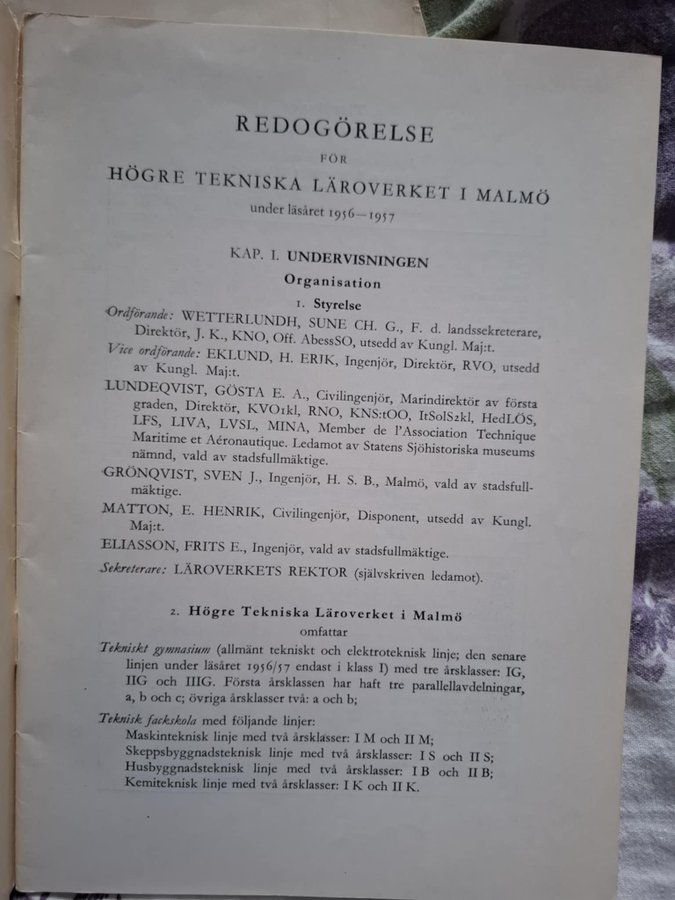 REDOGÖRELSE
FÖR
HÖGRE TEKNISKA LÄROVERKET I MALMÖ
under läsåret 1956—1957
KAP. I. UNDERVISNINGEN
Organisation
1. Styrelse
Ordförande: WETTERLUNDH, SUNE CH. G., F. d. landssekreterare,
Direktör, J. K., KNO, Off. AbessSO, utsedd av Kungl. Maj:t.
Vice ordförande: EKLUND, H. ERIK, Ingenjör, Direktör, RVO, utsedd
av Kungl. Maj:t.
LUNDEQVIST, GÖSTA E. A., Civilingenjör, Marindirektör av första
graden, Direktör, KVO1kl, RNO, KNS:tOO, ItSolS2kl, HedLÖS,
LFS, LIVA, LVSL, MINA, Member de l'Association Technique
Maritime et Aéronautique. Ledamot av Statens Sjöhistoriska museums
nämnd, vald av stadsfullmäktige.
GRÖNQVIST, SVEN J., Ingenjör, H. S. B., Malmö, vald av stadsfull-
mäktige.
MATTON, E. HENRIK, Civilingenjör, Disponent, utsedd av Kungl.
Maj:t.
ELIASSON, FRITS E., Ingenjör, vald av stadsfullmäktige.
Sekreterare: LÄROVERKETS REKTOR (självskriven ledamot).
2. Högre Tekniska Läroverket i Malmö
omfattar
Tekniskt gymnasium (allmänt tekniskt och elektroteknisk linje; den senare
linjen under läsåret 1956/57 endast i klass I) med tre årsklasser: IG,
IIG och IIIG. Första årsklassen har haft tre parallellavdelningar,
a, b och c; övriga årsklasser två: a och b;
Teknisk fackskola med följande linjer:
Maskinteknisk linje med två årsklasser: I M och II M;
Skeppsbyggnadsteknisk linje med två årsklasser: I S och II S;
Husbyggnadsteknisk linje med två årsklasser: I B och II B;
Kemiteknisk linje med två årsklasser: I K och II K.